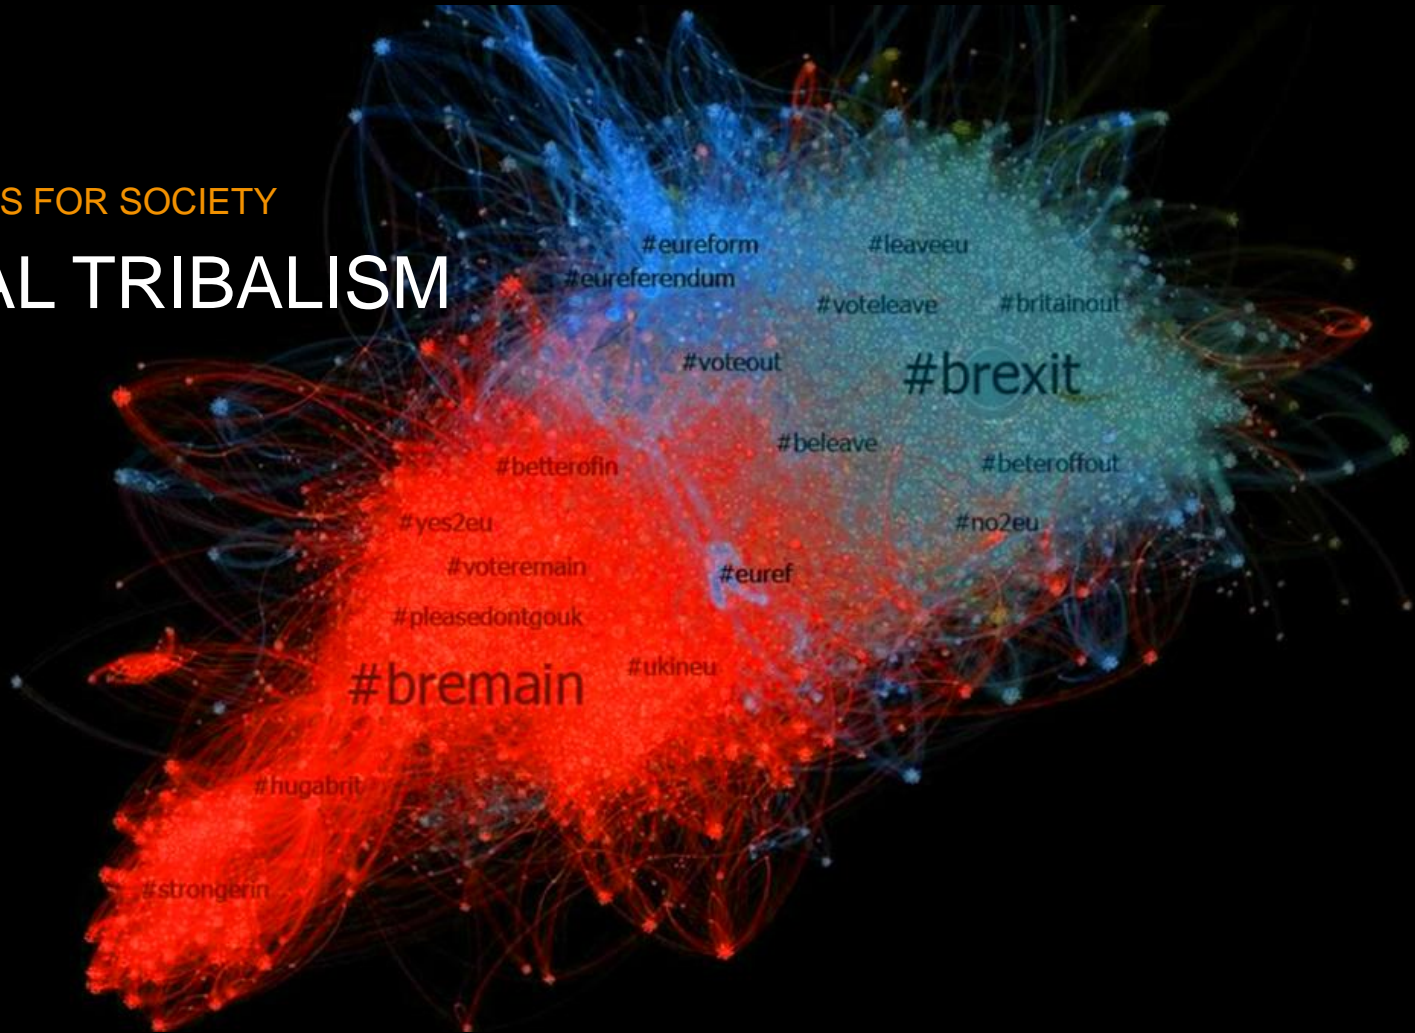 S FOR SOCIETY
AL TRIBALISM
#eureform
#leaveeu
#eureferendum
#voteleave
#britainout
#voteout
#brexit
#beleave
#betterofin
#beteroffout
#yes2eu
#no2eu
#voteremain
#euref
#pleasedontgouk
#ukineu
#bremain
#hugabrit
#strongerin